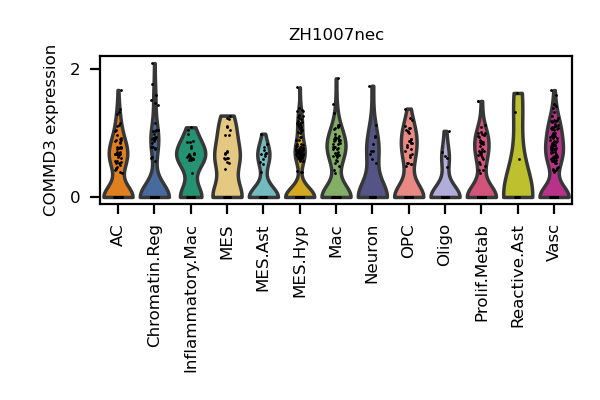 ZH1007nec
COMMD3 expression
2
0
AC
Chromatin.Reg
Inflammatory.Mac
MES
MES.Ast
MES.Hyp
Mac
Neuron
OPC
Oligo
Prolif.Metab
Reactive.Ast
Vasc